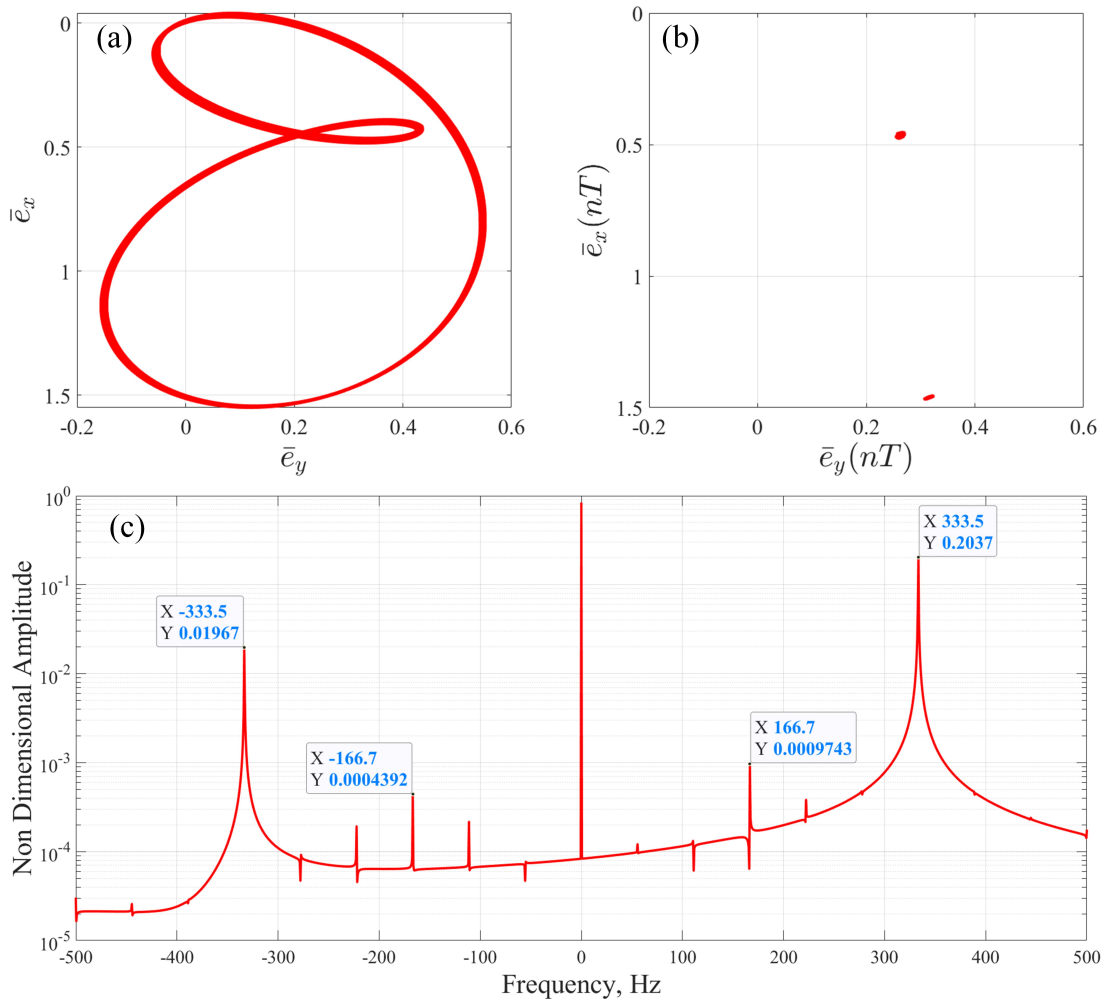 (a)
0
0.5
1
1.5
-0.2
0
0.2
0.4
0.6
ē_x
ē_y
(b)
0
0.5
1
1.5
-0.2
0
0.2
0.4
0.6
ē_x(nT)
ē_y(nT)
(c)
10^0
10^-1
10^-2
10^-3
10^-4
10^-5
Non Dimensional Amplitude
X 333.5
Y 0.2037
X -333.5
Y 0.01967
X -166.7
Y 0.0004392
X 166.7
Y 0.0009743
-500
-400
-300
-200
-100
0
100
200
300
400
500
Frequency, Hz